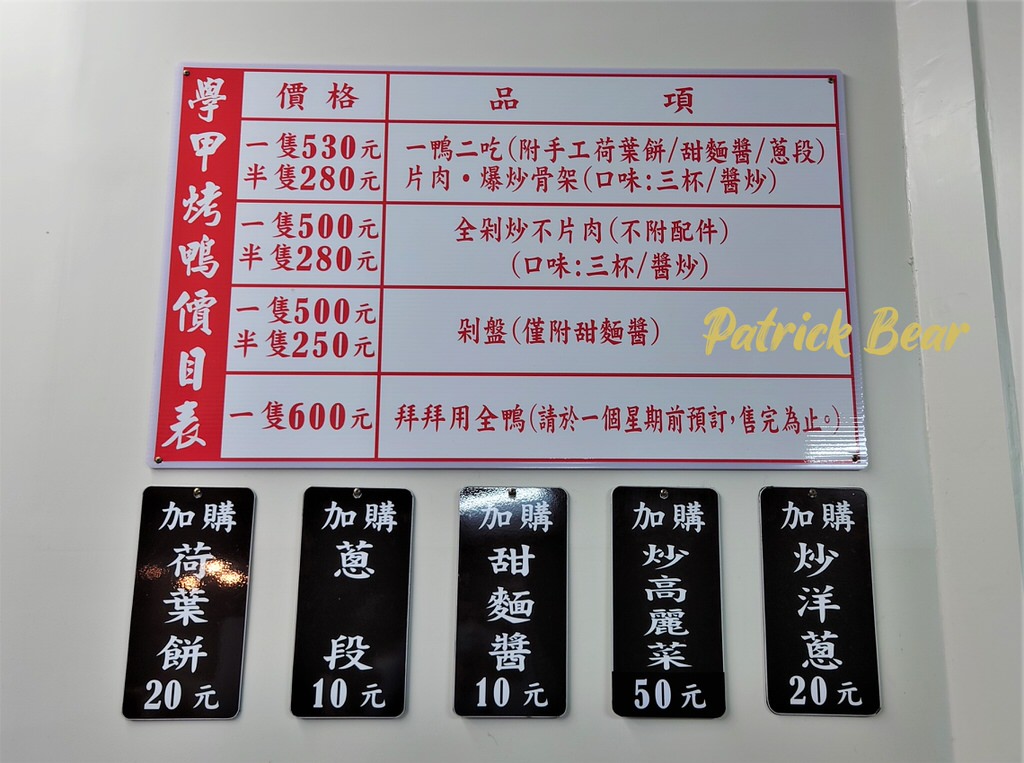 學甲烤鴨價目表
價格 品項
一隻530元 一鴨二吃(附手工荷葉餅/甜麵醬/蔥段)
半隻280元 片肉・爆炒骨架(口味:三杯/醬炒)
一隻500元 全剁炒不片肉(不附配件)
半隻280元 (口味:三杯/醬炒)
一隻500元
半隻250元 剁盤(僅附甜麵醬)
一隻600元 拜拜用全鴨(請於一個星期前預訂,售完為止。)
Patrick Bear
加購
荷葉餅
20元
加購
蔥段
10元
加購
甜麵醬
10元
加購
炒高麗菜
50元
加購
炒洋蔥
20元